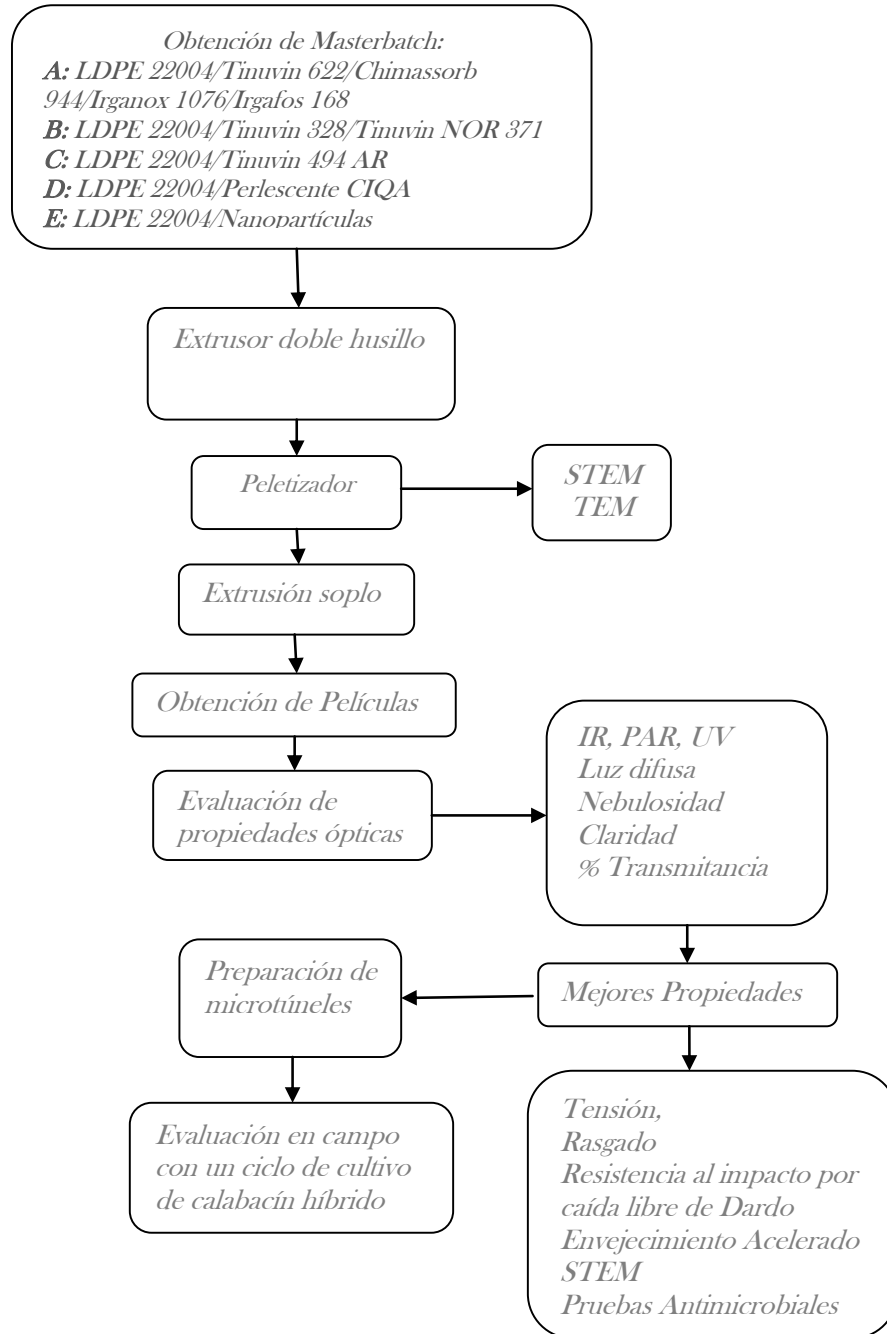 Obtención de Masterbatch:
A: LDPE 22004/Tinuvin 622/Chimassorb
944/Irganox 1076/Irgafos 168
B: LDPE 22004/Tinuvin 328/Tinuvin NOR 371
C: LDPE 22004/Tinuvin 494 AR
D: LDPE 22004/Perlescente CIQA
E: LDPE 22004/Nanopartículas
Extrusor doble husillo
Peletizador
STEM
TEM
Extrusión soplo
Obtención de Películas
Evaluación de
propiedades ópticas
IR, PAR, UV
Luz difusa
Nebulosidad
Claridad
% Transmitancia
Mejores Propiedades
Preparación de
microtúneles
Evaluación en campo
con un ciclo de cultivo
de calabacín híbrido
Tensión,
Rasgado
Resistencia al impacto por
caída libre de Dardo
Envejecimiento Acelerado
STEM
Pruebas Antimicrobiales